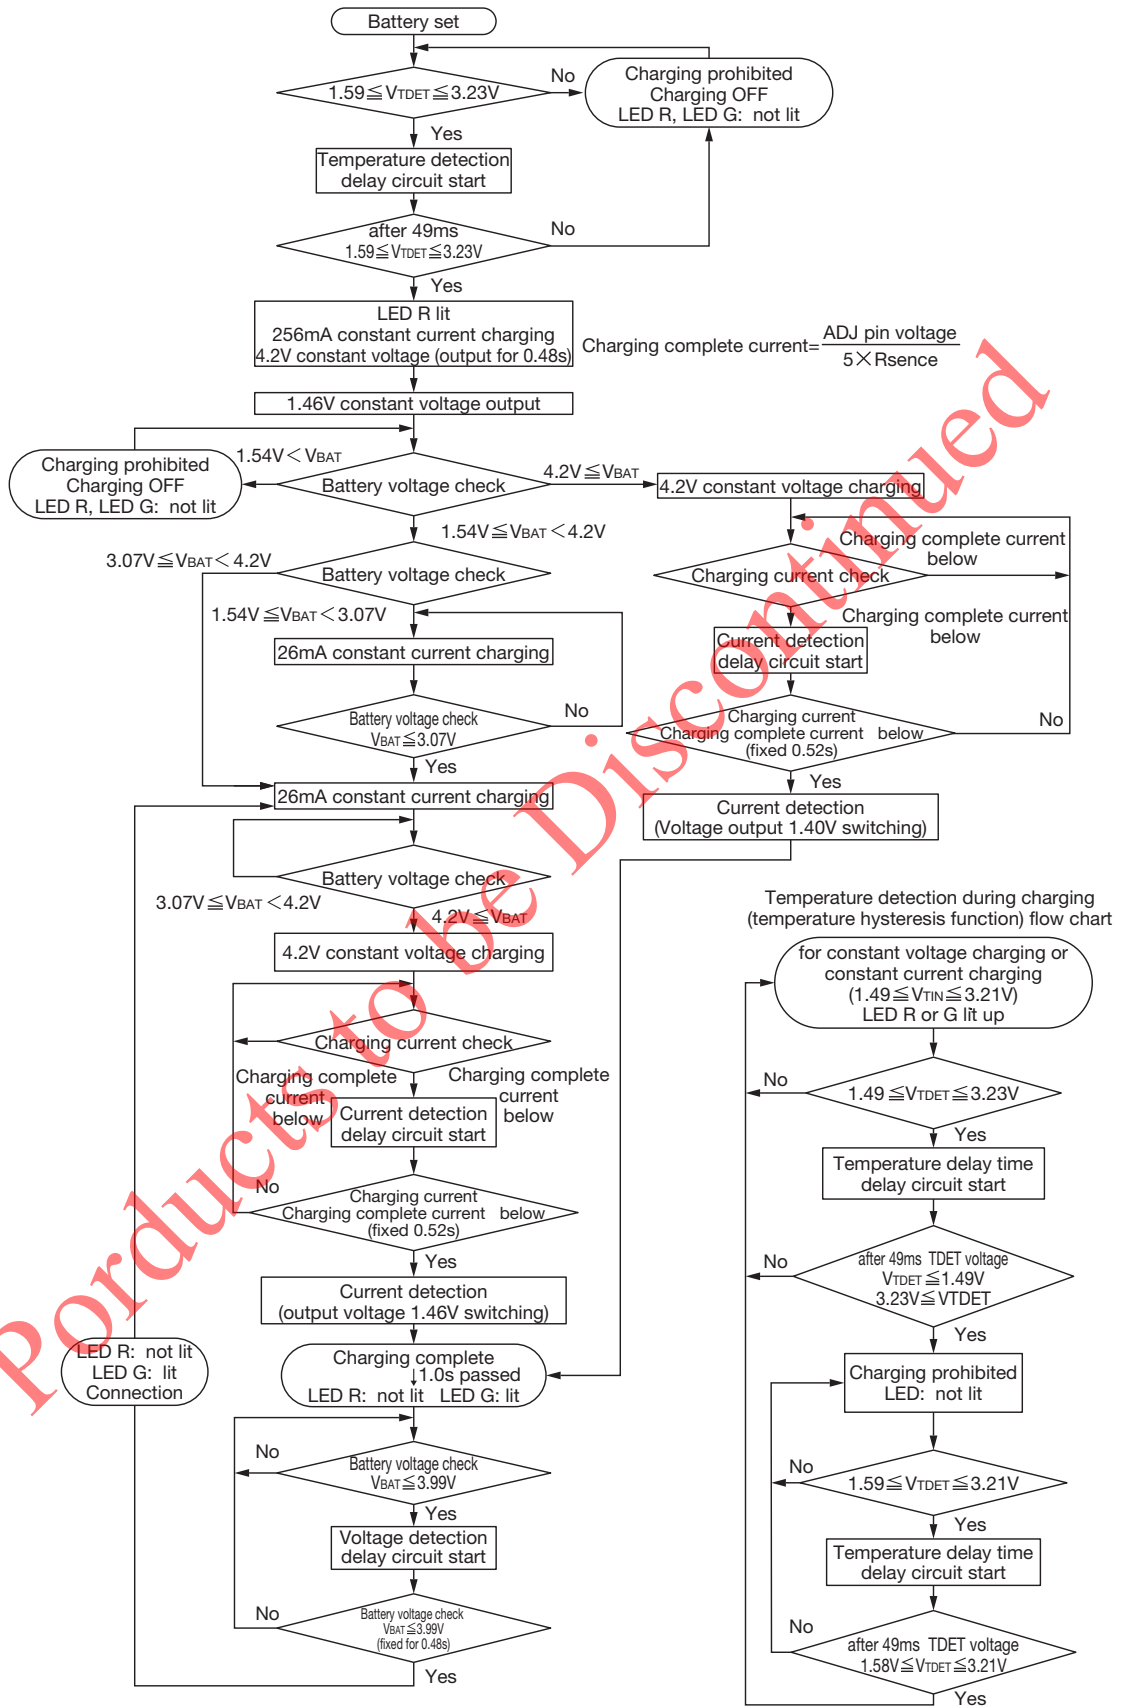 Battery set
1.59≦VTDET≦3.23V
No
Charging prohibited
Charging OFF
LED R, LED G: not lit
Yes
Temperature detection
delay circuit start
after 49ms
1.59≦VTDET≦3.23V
No
Yes
LED R lit
256mA constant current charging
4.2V constant voltage (output for 0.48s)
Charging complete current=
ADJ pin voltage
5×Rsence
1.46V constant voltage output
1.54V<VBAT
Charging prohibited
Charging OFF
LED R, LED G: not lit
Battery voltage check
4.2V≦VBAT
4.2V constant voltage charging
1.54V≦VBAT<4.2V
3.07V≦VBAT<4.2V
Battery voltage check
1.54V≦VBAT<3.07V
26mA constant current charging
Battery voltage check
VBAT≦3.07V
No
Yes
26mA constant current charging
Battery voltage check
3.07V≦VBAT<4.2V
4.2V≦VBAT
4.2V constant voltage charging
Charging current check
Charging complete
current
below
Charging complete
current
below
Current detection
delay circuit start
No
Charging current
Charging complete current below
(fixed 0.52s)
Yes
Current detection
(output voltage 1.46V switching)
Charging complete
1.0s passed
LED R: not lit LED G: lit
LED R: not lit
LED G: lit
Connection
No
Battery voltage check
VBAT≦3.99V
Yes
Voltage detection
delay circuit start
No
Battery voltage check
VBAT≦3.99V
(fixed for 0.48s)
Yes
Charging complete current
below
Charging current check
Charging complete current
below
Current detection
delay circuit start
Charging current
Charging complete current below
(fixed 0.52s)
No
Yes
Current detection
(Voltage output 1.40V switching)
Temperature detection during charging
(temperature hysteresis function) flow chart
for constant voltage charging or
constant current charging
(1.49≦VTIN≦3.21V)
LED R or G lit up
No
1.49≦VTDET≦3.23V
Yes
Temperature delay time
delay circuit start
No
after 49ms TDET voltage
VTDET≦1.49V
3.23V≦VTDET
Yes
Charging prohibited
LED: not lit
No
1.59≦VTDET≦3.21V
Yes
Temperature delay time
delay circuit start
No
after 49ms TDET voltage
1.58V≦VTDET≦3.21V
Yes
Porducts to be Discontinued